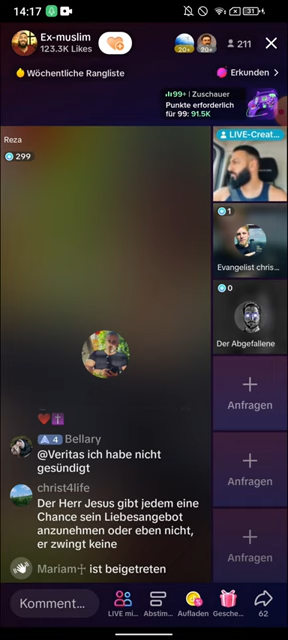 14:17
31%
Ex-muslim
123.3K Likes
20+
20+
211
Wöchentliche Rangliste
Erkunden >
99+ | Zuschauer
Punkte erforderlich
für 99: 91.5K
Reza
299
LIVE-Creat...
1
Evangelist chris...
0
Der Abgefallene
Anfragen
Anfragen
Anfragen
4 Bellary
@Veritas ich habe nicht
gesündigt
christ4life
Der Herr Jesus gibt jedem eine
Chance sein Liebesangebot
anzunehmen oder eben nicht,
er zwingt keine
Mariam ist beigetreten
Komment...
LIVE mi...
Abstim...
Aufladen
Gesche...
62